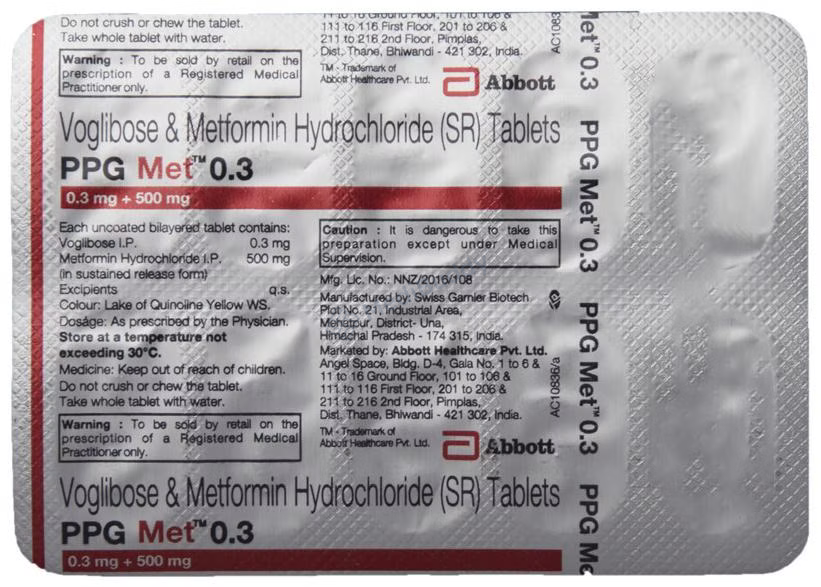 Do not crush or chew the tablet.
Take whole tablet with water.
Warning : To be sold by retail on the
prescription of a Registered Medical
Practitioner only.
11 to 16 Ground Floor, 101 to 106 &
111 to 116 First Floor, 201 to 206 &
211 to 216 2nd Floor, Pimplas,
Dist. Thane, Bhiwandi - 421 302, India.
TM - Trademark of
Abbott Healthcare Pvt. Ltd.
Abbott
AC1083
Voglibose & Metformin Hydrochloride (SR) Tablets
PPG Met™ 0.3
0.3 mg + 500 mg
Each uncoated bilayered tablet contains:
Voglibose I.P. 0.3 mg
Metformin Hydrochloride I.P. 500 mg
(in sustained release form)
Excipients q.s.
Colour: Lake of Quinoline Yellow WS.
Dosage: As prescribed by the Physician.
Store at a temperature not
exceeding 30°C.
Medicine: Keep out of reach of children.
Do not crush or chew the tablet.
Take whole tablet with water.
Warning : To be sold by retail on the
prescription of a Registered Medical
Practitioner only.
Caution : It is dangerous to take this
preparation except under Medical
Supervision.
Mfg. Lic. No.: NNZ/2016/108
Manufactured by: Swiss Garnier Biotech
Plot No. 21, Industrial Area,
Mehatpur, District- Una,
Himachal Pradesh - 174 315, India.
Marketed by: Abbott Healthcare Pvt. Ltd.
Angel Space, Bldg. D-4, Gala No. 1 to 6 &
11 to 16 Ground Floor, 101 to 106 &
111 to 116 First Floor, 201 to 206 &
211 to 216 2nd Floor, Pimplas,
Dist. Thane, Bhiwandi - 421 302, India.
TM - Trademark of
Abbott Healthcare Pvt. Ltd.
Abbott
AC10836/a
Voglibose & Metformin Hydrochloride (SR) Tablets
PPG Met™ 0.3
0.3 mg + 500 mg
Met™ 0.3 PPG Met™ 0.3 PPG Met™ 0.3 PPG Me